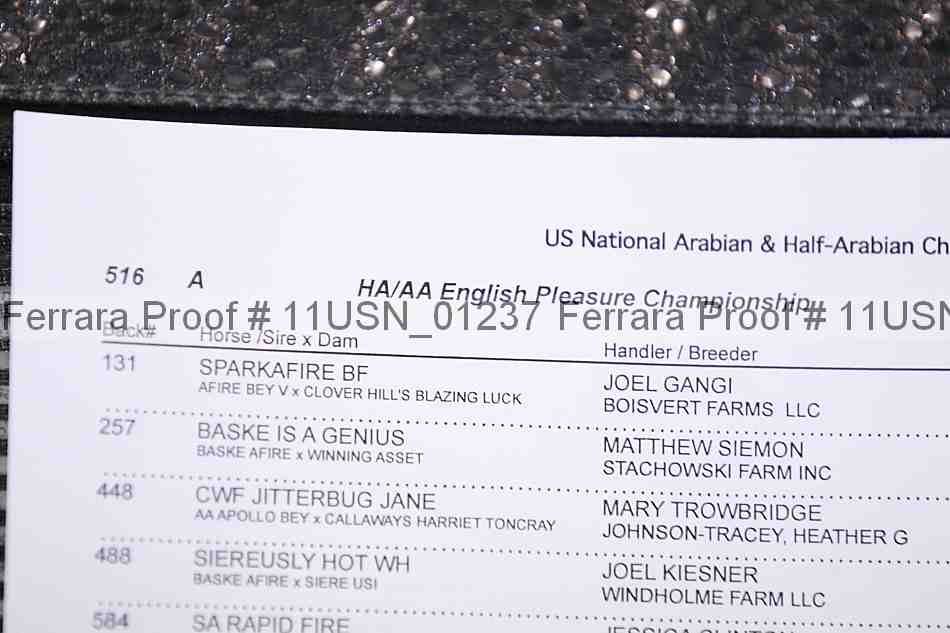 US National Arabian & Half-Arabian Ch
516 A HA/AA English Pleasure Championship
Ferrara Proof # 11USN_01237 Ferrara Proof # 11USN
Back# Horse /Sire x Dam Handler / Breeder
131 SPARKAFIRE BF JOEL GANGI
AFIRE BEY V x CLOVER HILL'S BLAZING LUCK BOISVERT FARMS LLC
257 BASKE IS A GENIUS MATTHEW SIEMON
BASKE AFIRE x WINNING ASSET STACHOWSKI FARM INC
448 CWF JITTERBUG JANE MARY TROWBRIDGE
AA APOLLO BEY x CALLAWAYS HARRIET TONCRAY JOHNSON-TRACEY, HEATHER G
488 SIEREUSLY HOT WH JOEL KIESNER
BASKE AFIRE x SIERE USI WINDHOLME FARM LLC
584 SA RAPID FIRE JESSICA